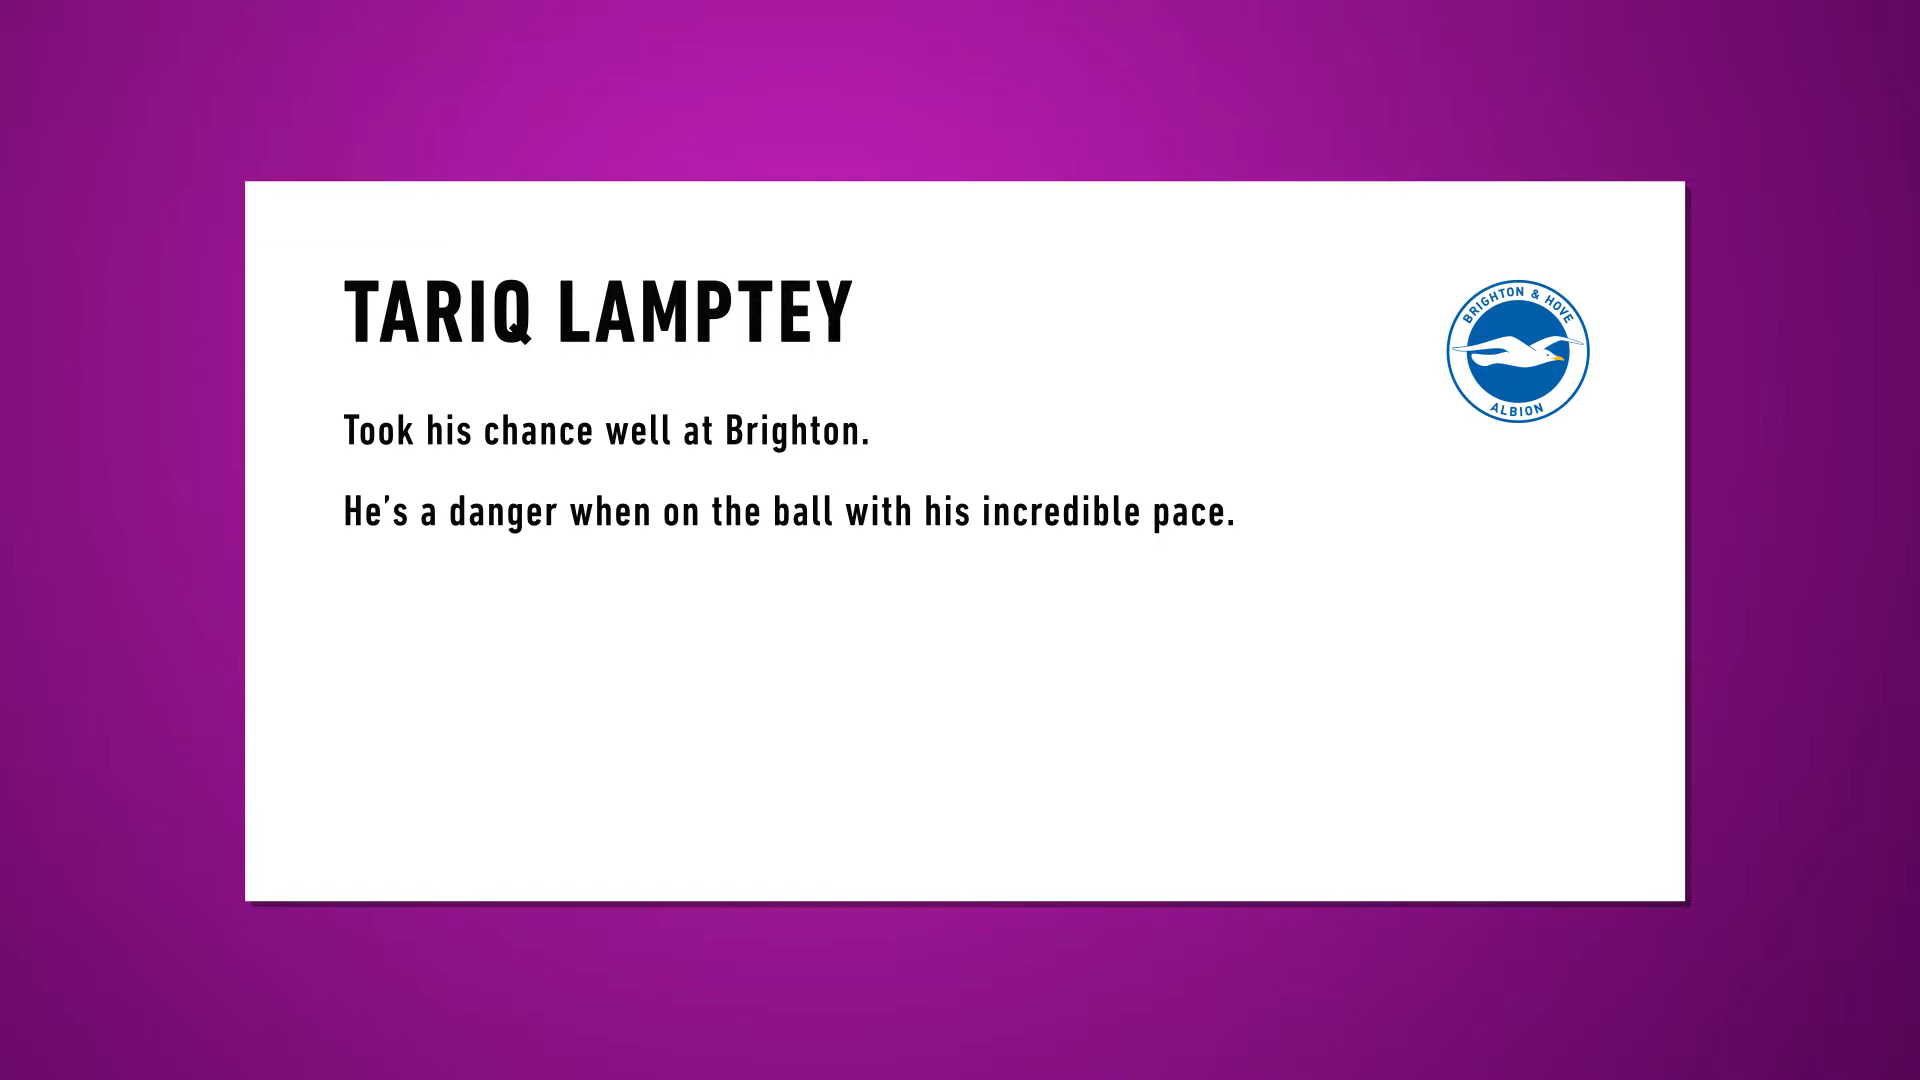 TARIQ LAMPTEY
BRIGHTON & HOVE
ALBION
Took his chance well at Brighton.
He’s a danger when on the ball with his incredible pace.